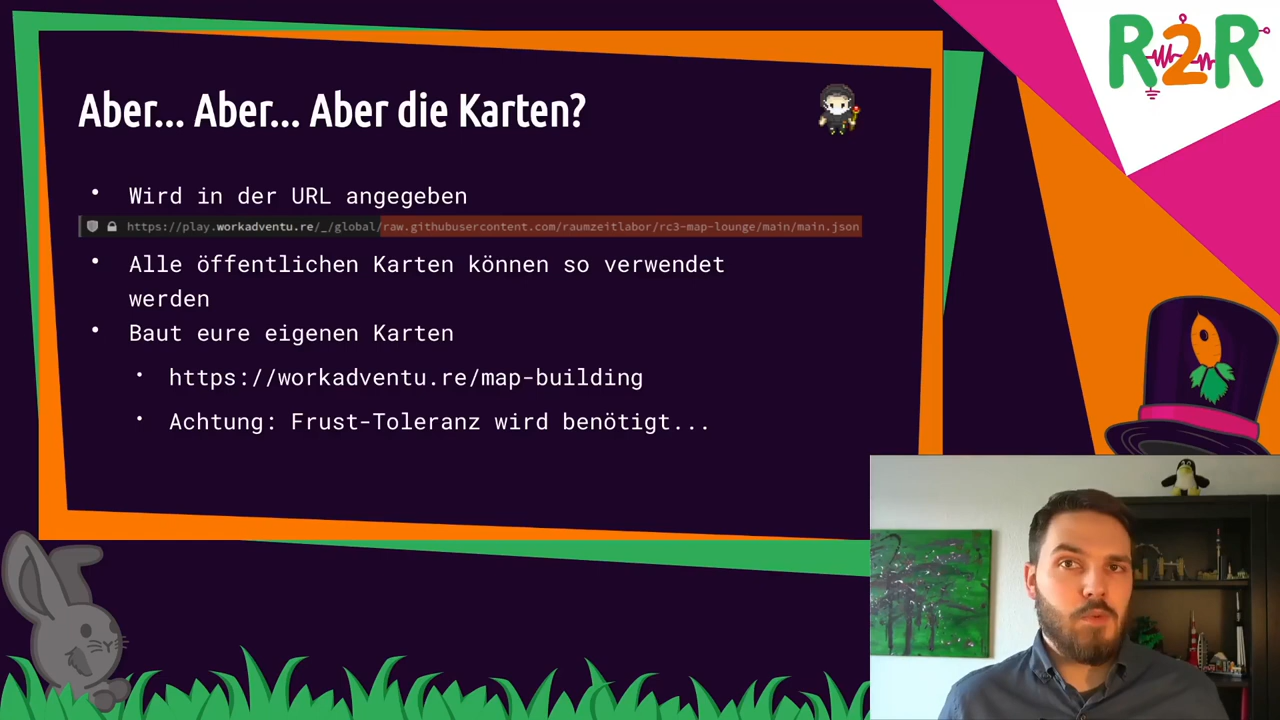 R2R
Aber... Aber... Aber die Karten?
• Wird in der URL angegeben
https://play.workadventu.re/_/global/raw.githubusercontent.com/raumzeitlabor/rc3-map-lounge/main/main.json
• Alle öffentlichen Karten können so verwendet
werden
• Baut eure eigenen Karten
• https://workadventu.re/map-building
• Achtung: Frust-Toleranz wird benötigt...